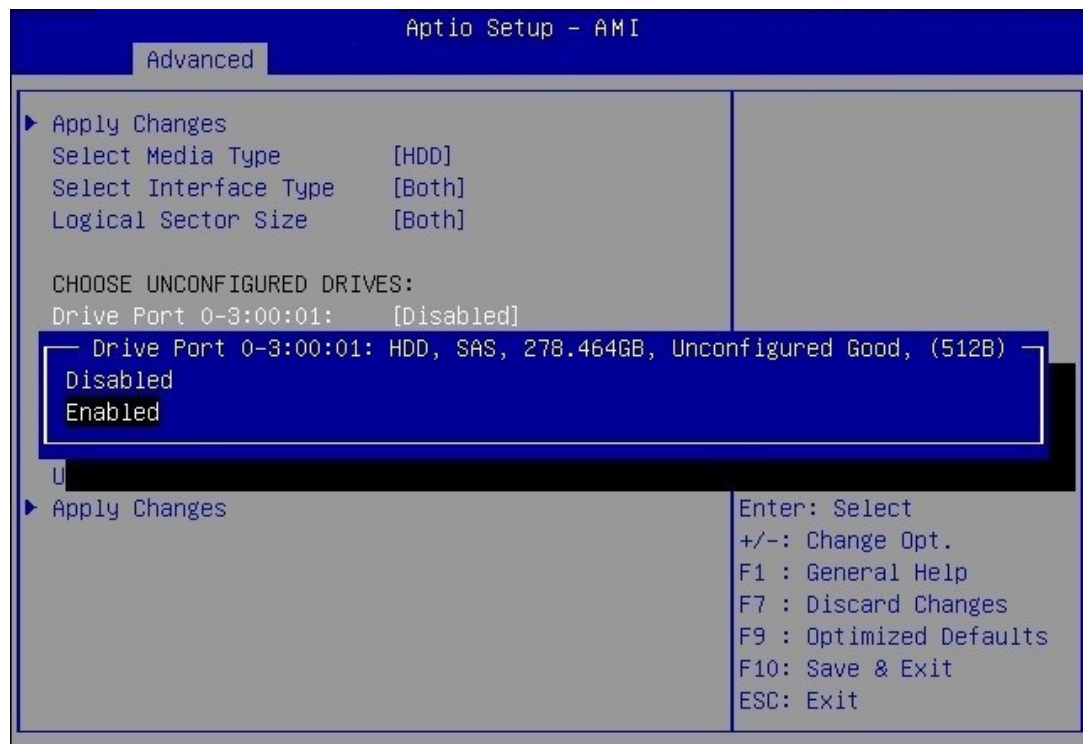 Aptio Setup – AMI
Advanced
Apply Changes
Select Media Type [HDD]
Select Interface Type [Both]
Logical Sector Size [Both]
CHOOSE UNCONFIGURED DRIVES:
Drive Port 0-3:00:01: [Disabled]
Drive Port 0-3:00:01: HDD, SAS, 278.464GB, Unconfigured Good, (512B)
Disabled
Enabled
U
Apply Changes
Enter: Select
+/-: Change Opt.
F1 : General Help
F7 : Discard Changes
F9 : Optimized Defaults
F10: Save & Exit
ESC: Exit